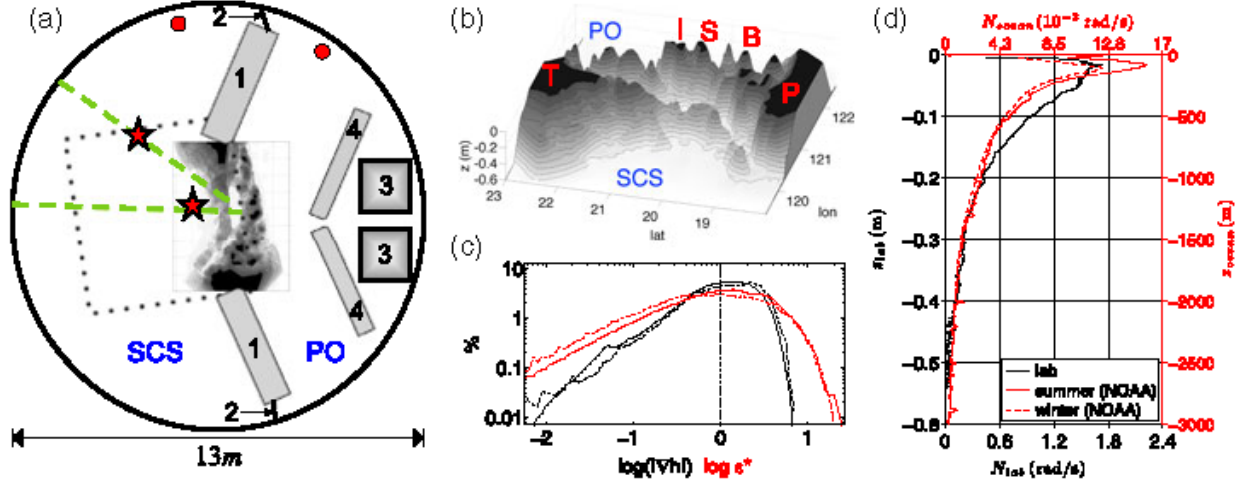 (a)
2
1
4
3
3
4
SCS
PO
1
2
13m
(b)
PO
I
S
B
T
P
0
-0.2
-0.4
-0.6
z (m)
23
22
21
20
19
lat
SCS
122
121
120
lon
(c)
10
1
0.1
0.01
%
-2
-1
0
1
log(|∇h|) log ε*
(d)
N_ocean (10⁻³ rad/s)
0 4.3 8.5 12.8 17
0
-0.1
-0.2
-0.3
-0.4
-0.5
-0.6
-0.7
-0.8
z_lab (m)
0
-500
-1000
-1500
-2000
-2500
-3000
z_ocean (m)
lab
summer (NOAA)
winter (NOAA)
0 0.6 1.2 1.8 2.4
N_lab (rad/s)